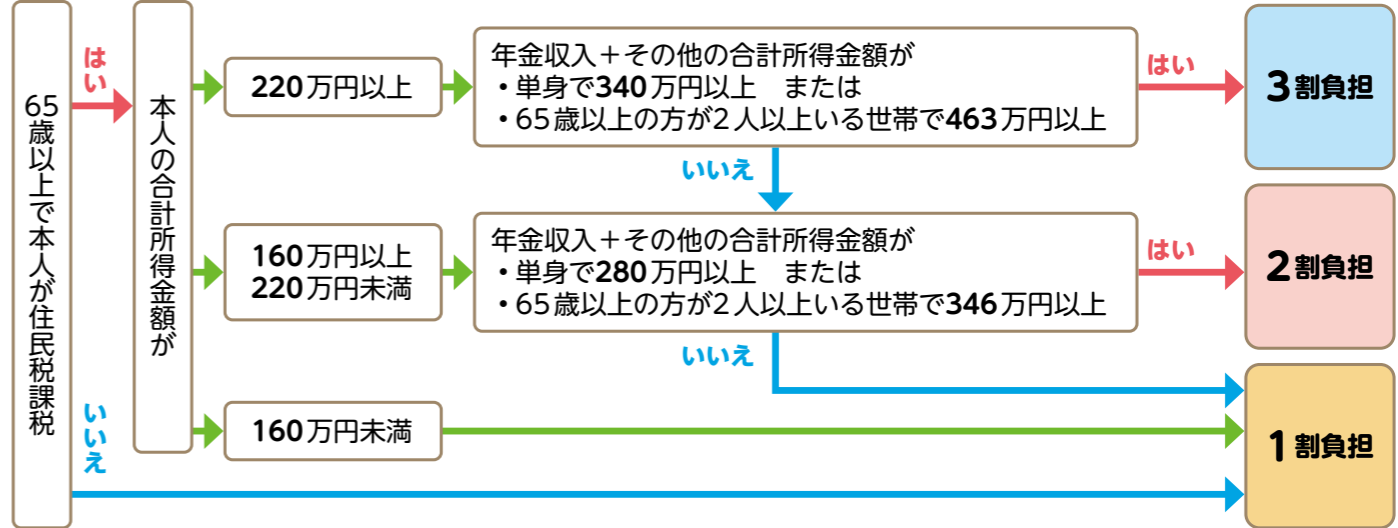 65歳以上で本人が住民税課税
はい
いいえ
本人の合計所得金額が
220万円以上
年金収入＋その他の合計所得金額が
・単身で340万円以上　または
・65歳以上の方が2人以上いる世帯で463万円以上
はい
3割負担
いいえ
160万円以上
220万円未満
年金収入＋その他の合計所得金額が
・単身で280万円以上　または
・65歳以上の方が2人以上いる世帯で346万円以上
はい
2割負担
いいえ
160万円未満
1割負担